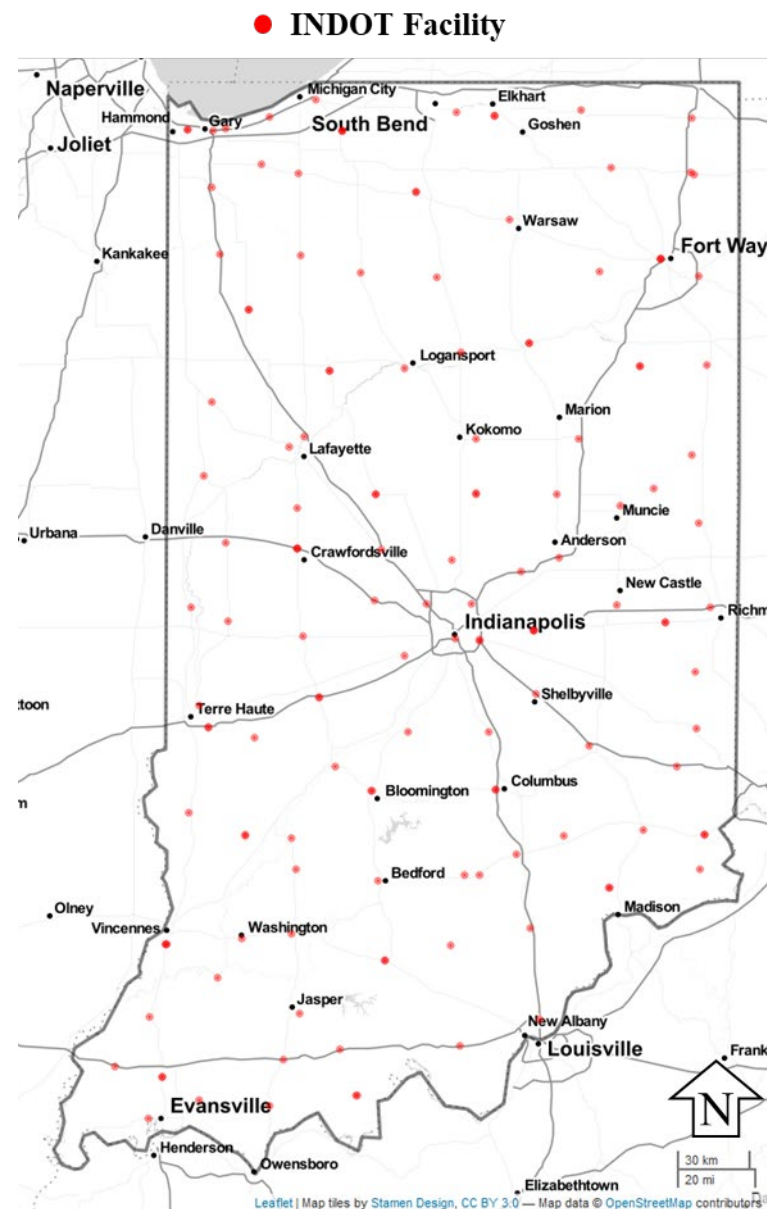 INDOT Facility
Michigan City
Naperville
Elkhart
Hammond
Gary
South Bend
Goshen
Joliet
Warsaw
Fort Way
Kankakee
Logansport
Marion
Kokomo
Lafayette
Muncie
Urbana
Danville
Anderson
Crawfordsville
New Castle
Richm
Indianapolis
Shelbyville
ttoon
Terre Haute
Columbus
Bloomington
m
Bedford
Olney
Madison
Vincennes
Washington
Jasper
New Albany
Louisville
Frank
N
Evansville
Henderson
30 km
Owensboro
20 mi
Elizabethtown
Da
Leaflet | Map tiles by Stamen Design, CC BY 3.0 — Map data © OpenStreetMap contributors